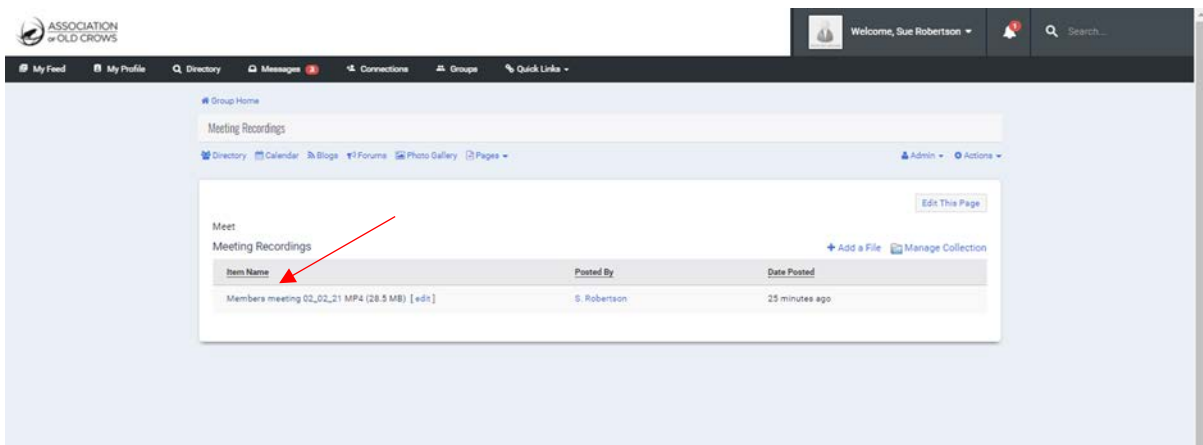 ASSOCIATION
OF OLD CROWS
Welcome, Sue Robertson
1
Search...
My Feed My Profile Directory Messages 3 Connections Groups Quick Links
Group Home
Meeting Recordings
Directory Calendar Blogs Forums Photo Gallery Pages
Admin Actions
Edit This Page
Meet
Meeting Recordings
Add a File Manage Collection
Item Name Posted By Date Posted
Members meeting 02_02_21 MP4 (28.5 MB) [edit] S. Robertson 25 minutes ago